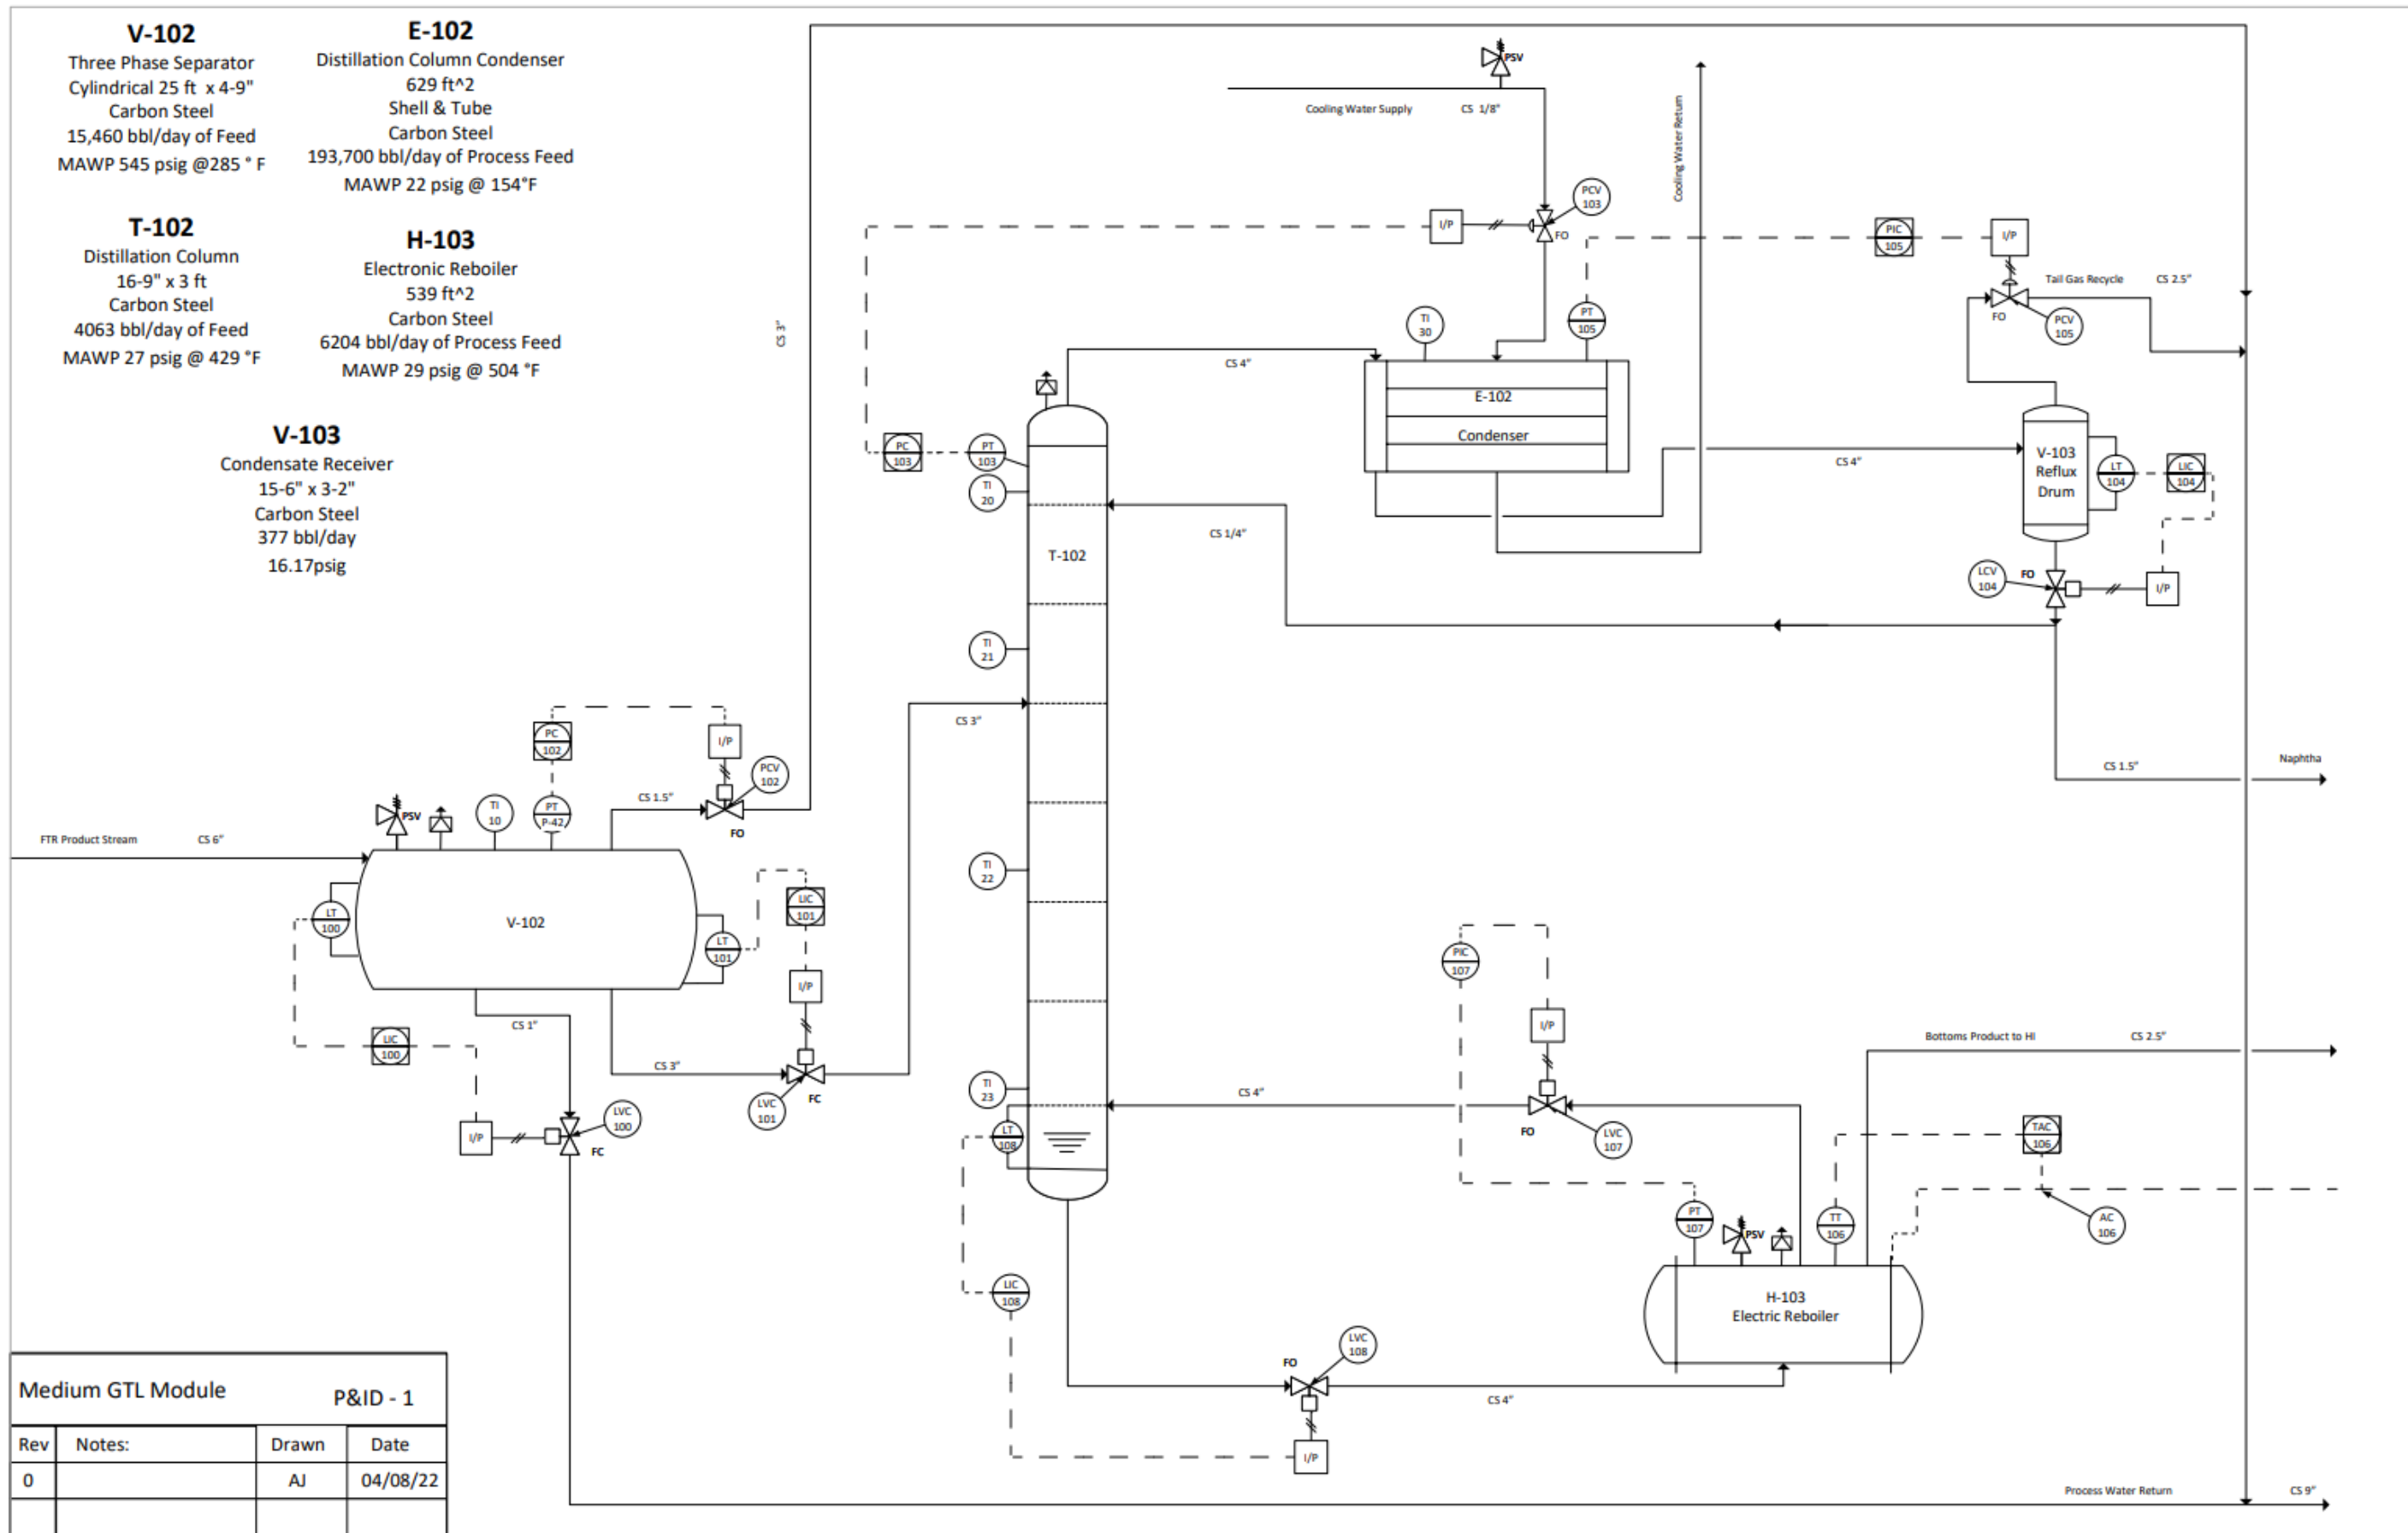 V-102
Three Phase Separator
Cylindrical 25 ft x 4-9"
Carbon Steel
15,460 bbl/day of Feed
MAWP 545 psig @285 ° F
E-102
Distillation Column Condenser
629 ft^2
Shell & Tube
Carbon Steel
193,700 bbl/day of Process Feed
MAWP 22 psig @ 154°F
T-102
Distillation Column
16-9" x 3 ft
Carbon Steel
4063 bbl/day of Feed
MAWP 27 psig @ 429 °F
H-103
Electronic Reboiler
539 ft^2
Carbon Steel
6204 bbl/day of Process Feed
MAWP 29 psig @ 504 °F
V-103
Condensate Receiver
15-6" x 3-2"
Carbon Steel
377 bbl/day
16.17psig
PSV
Cooling Water Supply CS 1/8"
Cooling Water Return
PCV
103
I/P
FO
PIC
105
I/P
Tail Gas Recycle CS 2.5"
FO
PCV
105
CS 3"
TI
30
PT
105
CS 4"
E-102
Condenser
PC
103
PT
103
TI
20
CS 4"
V-103
Reflux
Drum
LT
104
LIC
104
CS 1/4"
T-102
LCV
104
FO
I/P
TI
21
CS 3"
CS 1.5"
Naphtha
PC
102
I/P
PCV
102
CS 1.5"
FO
PSV
TI
10
PT
P-42
FTR Product Stream CS 6"
LT
100
V-102
LT
101
LIC
101
I/P
TI
22
PIC
107
I/P
CS 1"
LIC
100
CS 3"
LVC
101
FC
I/P
LVC
100
FC
TI
23
LT
108
CS 4"
FO
LVC
107
Bottoms Product to HI CS 2.5"
TAC
106
AC
106
PT
107
PSV
TT
106
H-103
Electric Reboiler
LIC
108
FO
LVC
108
CS 4"
I/P
Process Water Return CS 9"
Medium GTL Module P&ID - 1
Rev Notes: Drawn Date
0 AJ 04/08/22